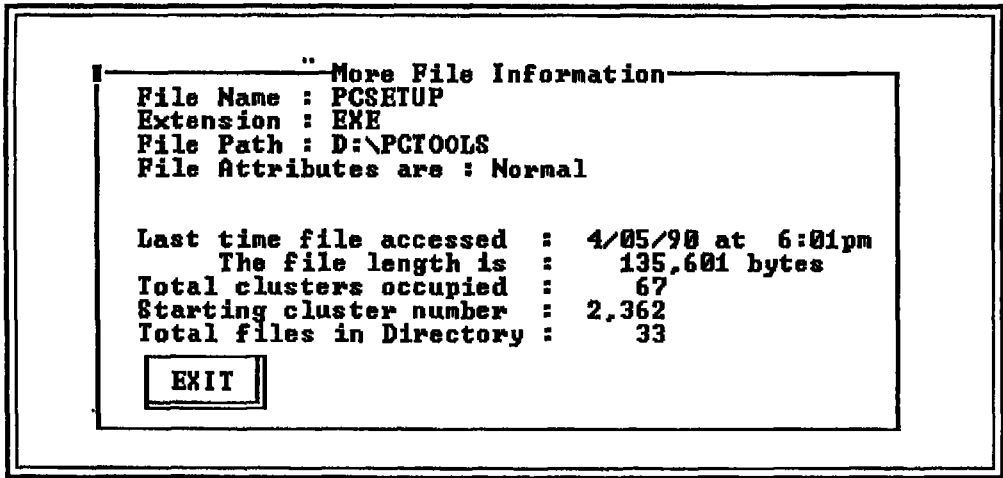 More File Information
File Name : PCSETUP
Extension : EXE
File Path : D:\PCTOOLS
File Attributes are : Normal
Last time file accessed : 4/05/90 at 6:01pm
The file length is : 135,601 bytes
Total clusters occupied : 67
Starting cluster number : 2,362
Total files in Directory : 33
EXIT